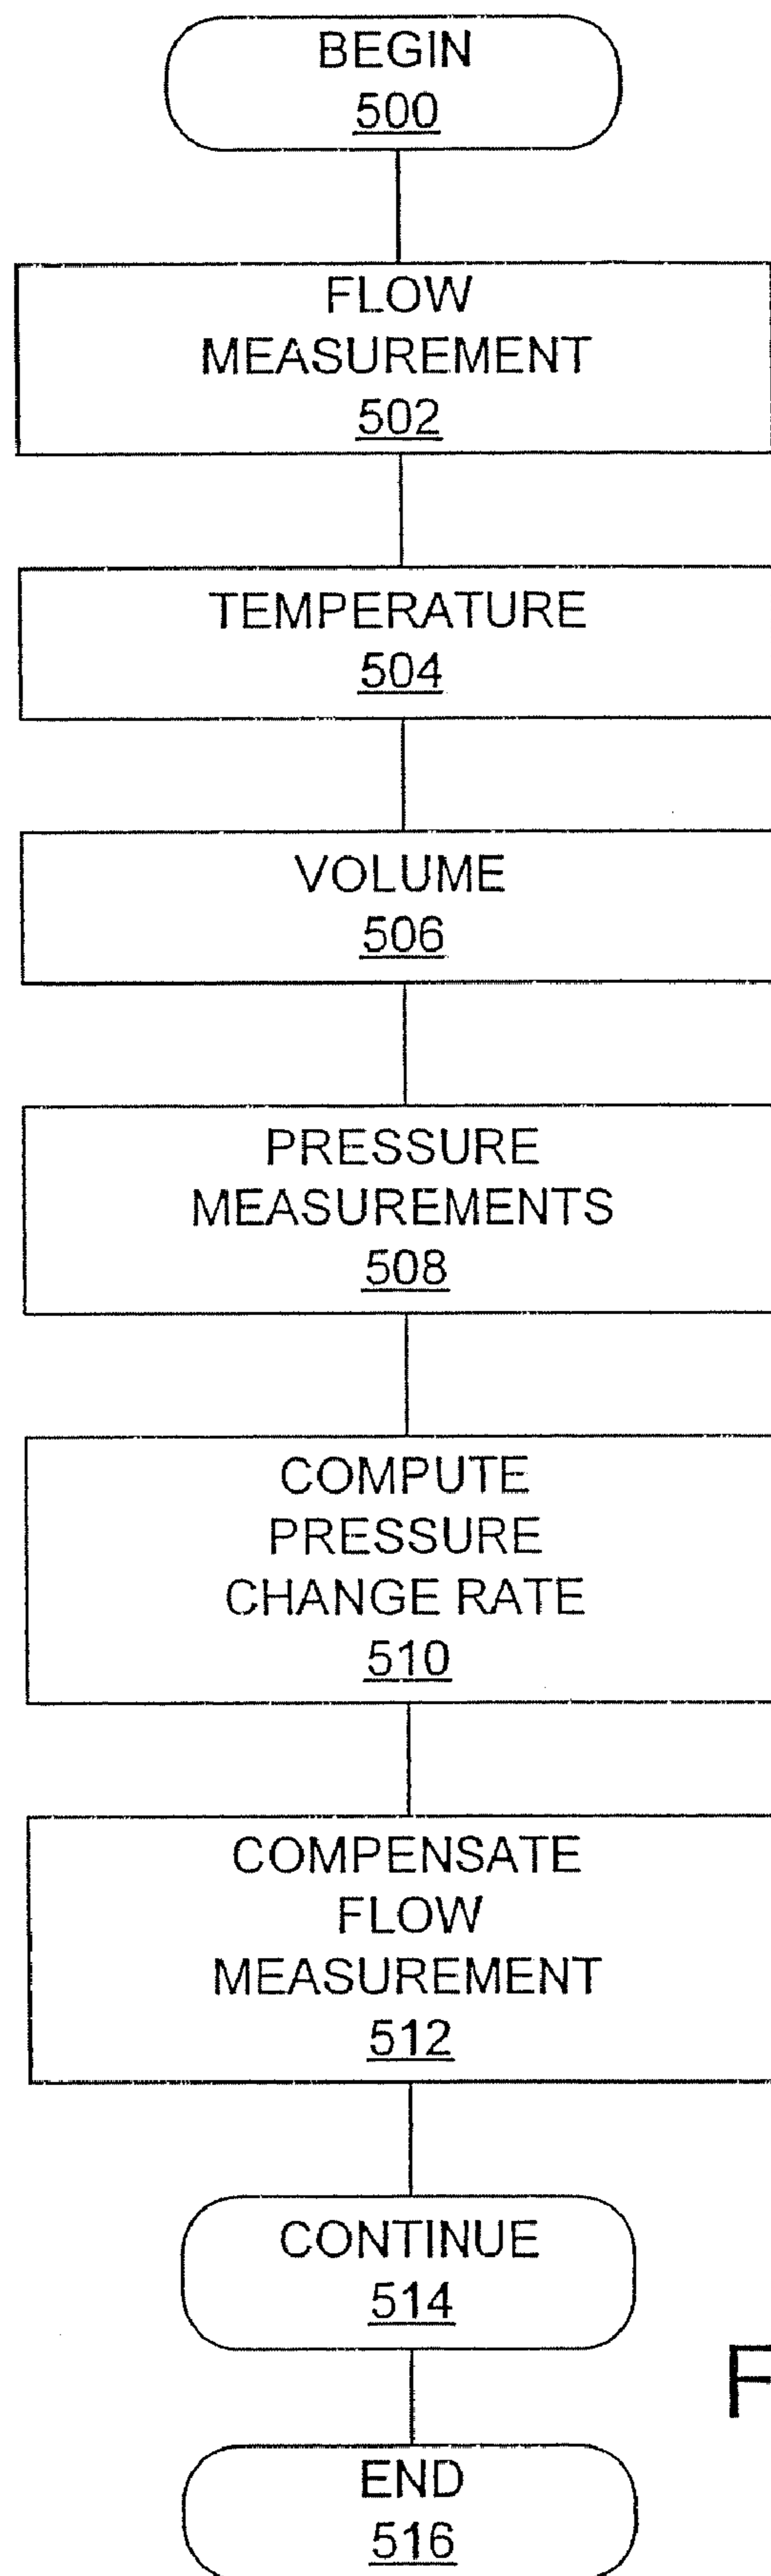 BEGIN
500
FLOW
MEASUREMENT
502
TEMPERATURE
504
VOLUME
506
PRESSURE
MEASUREMENTS
508
COMPUTE
PRESSURE
CHANGE RATE
510
COMPENSATE
FLOW
MEASUREMENT
512
CONTINUE
514
F
END
516